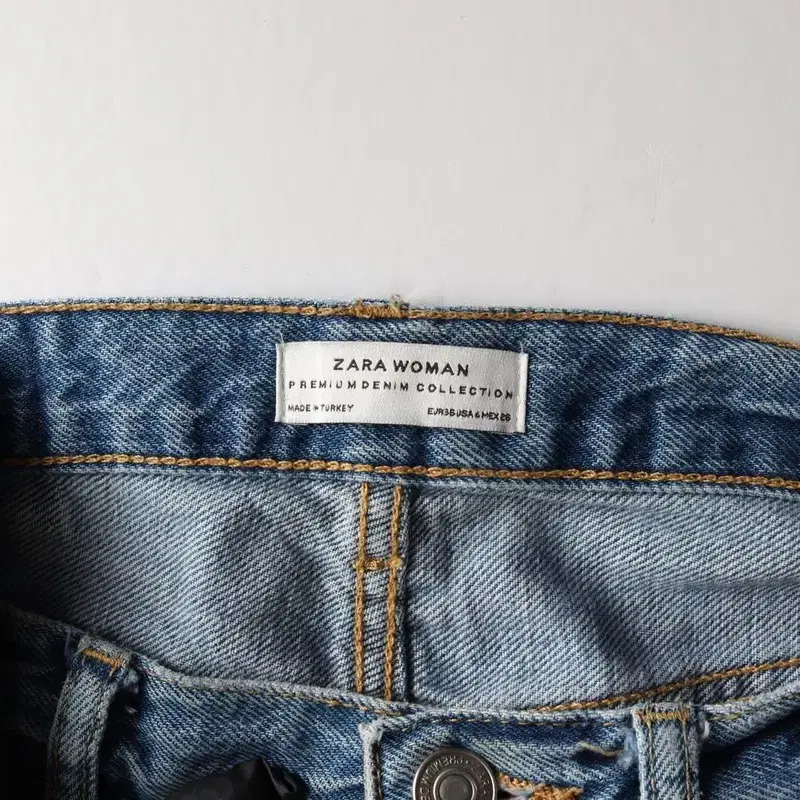 ZARA WOMAN
PREMIUM DENIM COLLECTION
MADE IN TURKEY EUR 36 USA 4 MEX 26